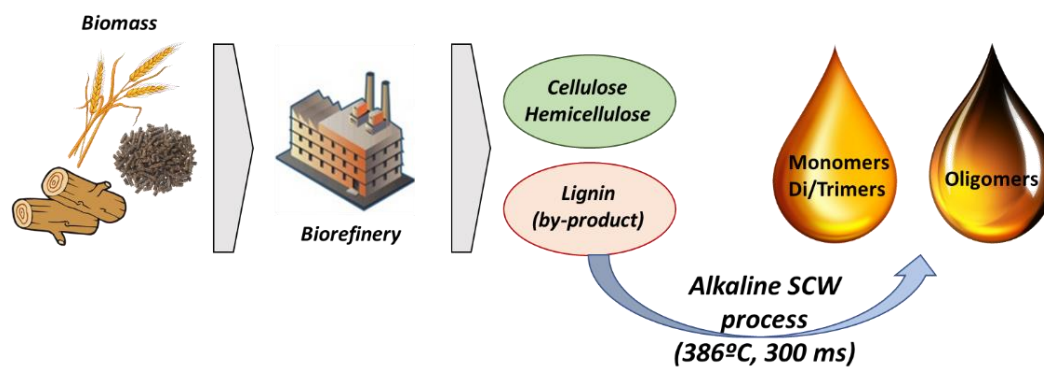 Biomass
Biorefinery
Cellulose
Hemicellulose
Lignin
(by-product)
Monomers
Di/Trimers
Oligomers
Alkaline SCW
process
(386ºC, 300 ms)